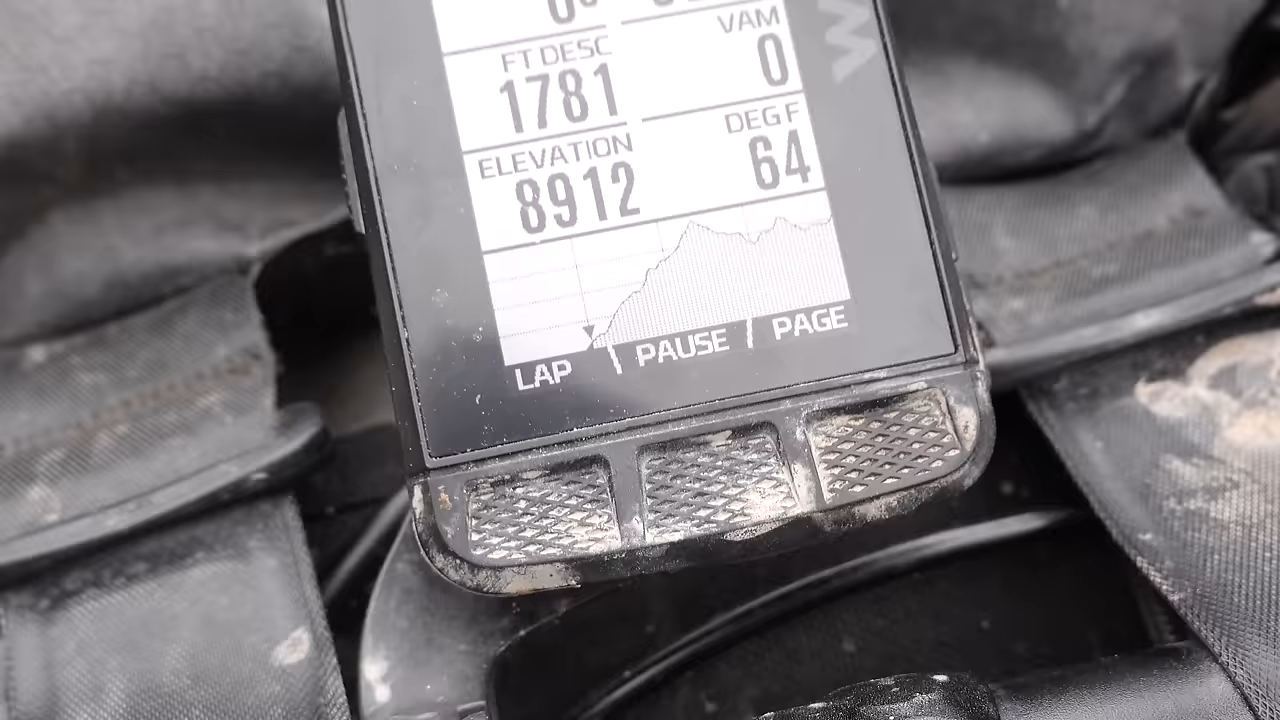 FT DESC VAM
1781 0
ELEVATION DEG F
8912 64
LAP PAUSE PAGE